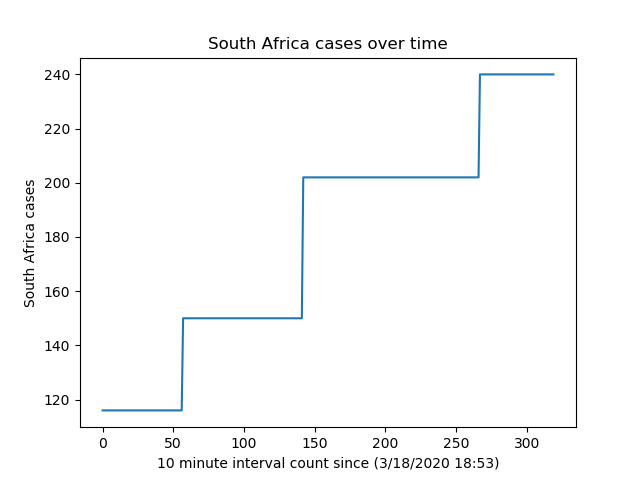 South Africa cases over time
240
220
200
180
160
140
120
South Africa cases
0 50 100 150 200 250 300
10 minute interval count since (3/18/2020 18:53)